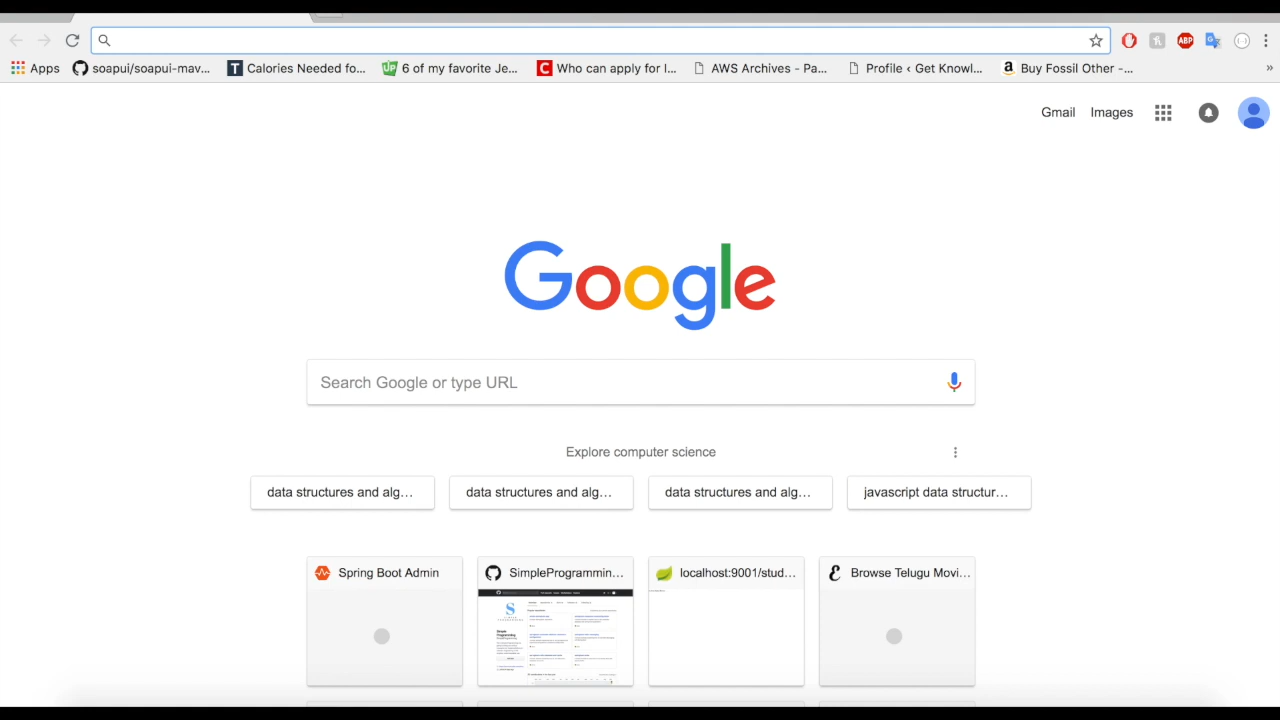 Apps soapui/soapui-mav... T Calories Needed fo... UP 6 of my favorite Je... C Who can apply for I... AWS Archives - Pa... Profile ‹ Get Knowl... a Buy Fossil Other -... »
ABP
Gmail Images
Google
Search Google or type URL
Explore computer science
data structures and alg... data structures and alg... data structures and alg... javascript data structur...
Spring Boot Admin SimpleProgrammin... localhost:9001/stud... Browse Telugu Movi...